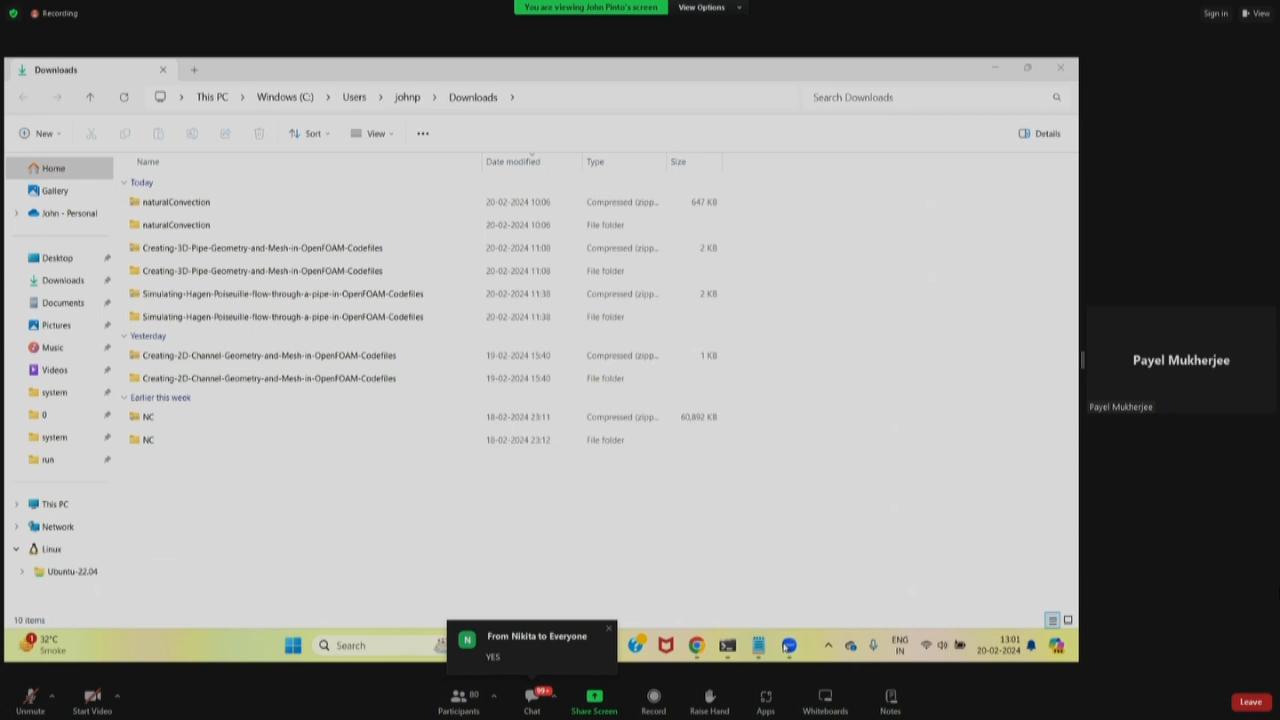 Recording
You are viewing John Pinto's screen View Options
Sign in View
Downloads
This PC Windows (C:) Users johnp Downloads
Search Downloads
New Sort View Details
Name Date modified Type Size
Home
Gallery
John - Personal
Desktop
Downloads
Documents
Pictures
Music
Videos
system
0
system
run
This PC
Network
Linux
Ubuntu-22.04
Today
naturalConvection 20-02-2024 10:06 Compressed (zipp... 647 KB
naturalConvection 20-02-2024 10:06 File folder
Creating-3D-Pipe-Geometry-and-Mesh-in-OpenFOAM-Codefiles 20-02-2024 11:08 Compressed (zipp... 2 KB
Creating-3D-Pipe-Geometry-and-Mesh-in-OpenFOAM-Codefiles 20-02-2024 11:08 File folder
Simulating-Hagen-Poiseuille-flow-through-a-pipe-in-OpenFOAM-Codefiles 20-02-2024 11:38 Compressed (zipp... 2 KB
Simulating-Hagen-Poiseuille-flow-through-a-pipe-in-OpenFOAM-Codefiles 20-02-2024 11:38 File folder
Yesterday
Creating-2D-Channel-Geometry-and-Mesh-in-OpenFOAM-Codefiles 19-02-2024 15:40 Compressed (zipp... 1 KB
Creating-2D-Channel-Geometry-and-Mesh-in-OpenFOAM-Codefiles 19-02-2024 15:40 File folder
Earlier this week
NC 18-02-2024 23:11 Compressed (zipp... 60,892 KB
NC 18-02-2024 23:12 File folder
10 items
Payel Mukherjee
Payel Mukherjee
1
32°C
Smoke
Search
N
From Nikita to Everyone
YES
ENG
IN
13:01
20-02-2024
Unmute Start Video Participants 80 Chat 99+ Share Screen Record Raise Hand Apps Whiteboards Notes Leave